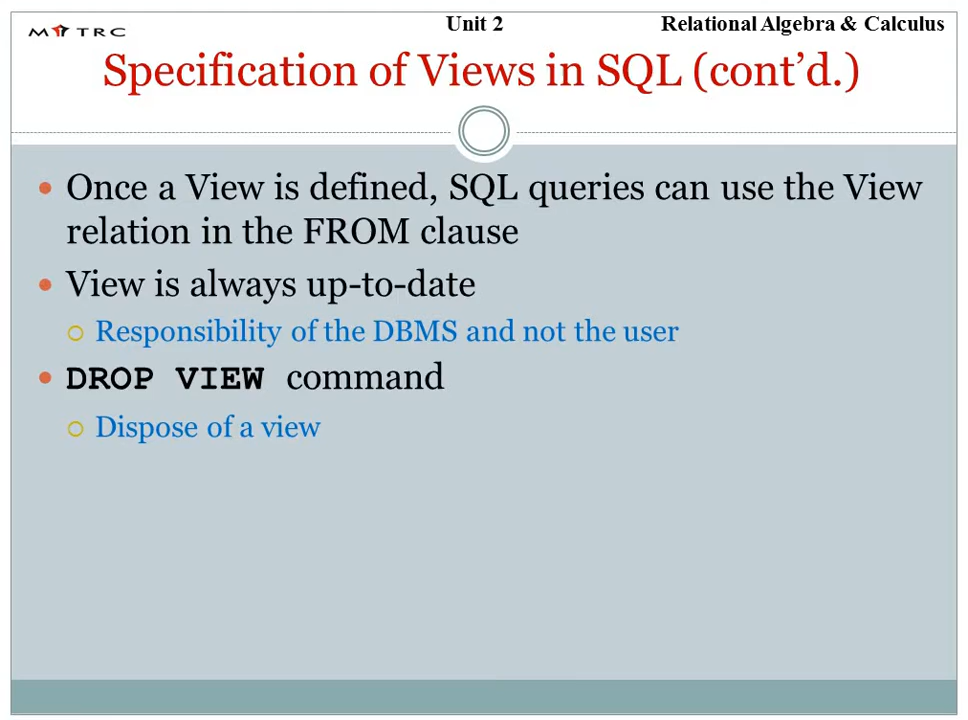 MITRC
Unit 2
Relational Algebra & Calculus
Specification of Views in SQL (cont’d.)
• Once a View is defined, SQL queries can use the View
relation in the FROM clause
• View is always up-to-date
○ Responsibility of the DBMS and not the user
• DROP VIEW command
○ Dispose of a view